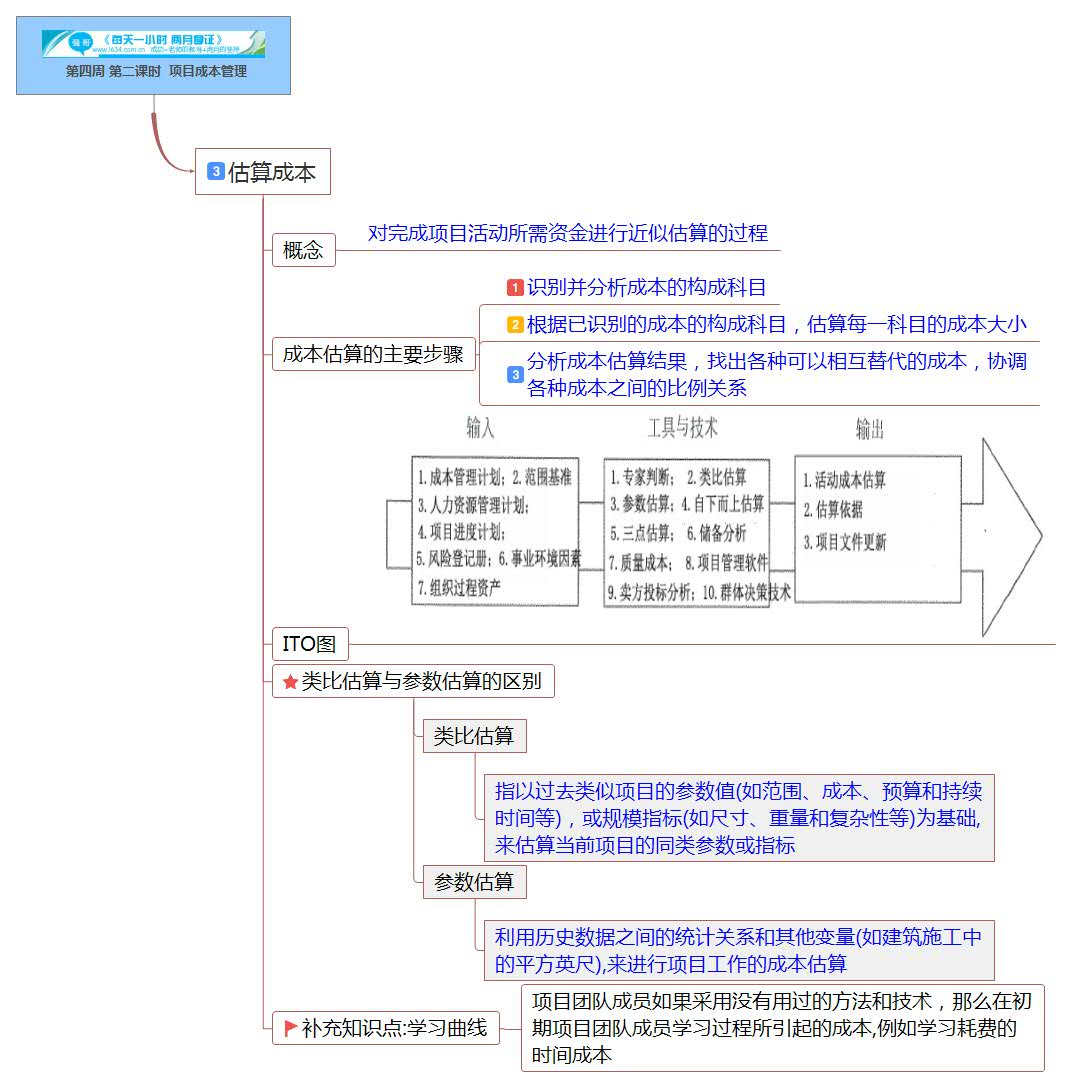 强哥
《每天一小时 两月拿证》
www.1634.com.cn 成功=老师的教导+两月的坚持
第四周 第二课时 项目成本管理
3 估算成本
概念
对完成项目活动所需资金进行近似估算的过程
成本估算的主要步骤
1 识别并分析成本的构成科目
2 根据已识别的成本的构成科目，估算每一科目的成本大小
3 分析成本估算结果，找出各种可以相互替代的成本，协调
各种成本之间的比例关系
输入
1.成本管理计划；2.范围基准
3.人力资源管理计划；
4.项目进度计划；
5.风险登记册；6.事业环境因素
7.组织过程资产
工具与技术
1.专家判断； 2.类比估算
3.参数估算；4.自下而上估算
5.三点估算； 6.储备分析
7.质量成本； 8.项目管理软件
9.卖方投标分析；10.群体决策技术
输出
1.活动成本估算
2.估算依据
3.项目文件更新
ITO图
类比估算与参数估算的区别
类比估算
指以过去类似项目的参数值(如范围、成本、预算和持续
时间等)，或规模指标(如尺寸、重量和复杂性等)为基础,
来估算当前项目的同类参数或指标
参数估算
利用历史数据之间的统计关系和其他变量(如建筑施工中
的平方英尺),来进行项目工作的成本估算
补充知识点:学习曲线
项目团队成员如果采用没有用过的方法和技术，那么在初
期项目团队成员学习过程所引起的成本,例如学习耗费的
时间成本